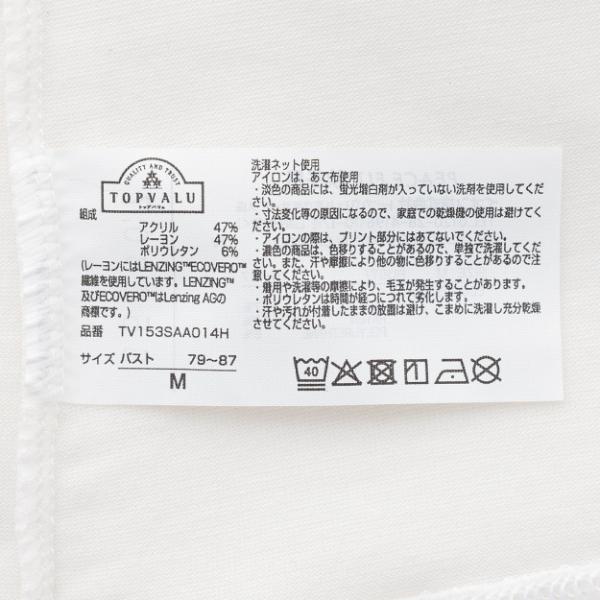 QUALITY AND TRUST
TOPVALU
トップバリュ
組成
アクリル 47%
レーヨン 47%
ポリウレタン 6%
(レーヨンにはLENZING™ECOVERO™
繊維を使用しています。LENZING™
及びECOVERO™はLenzing AGの
商標です。)
品番 TV153SAA014H
サイズ バスト 79～87
M
洗濯ネット使用
アイロンは、あて布使用
・淡色の商品には、蛍光増白剤が入っていない洗剤を使用してくだ
さい。
・寸法変化等の原因になるので、家庭での乾燥機の使用は避けてく
ださい。
・アイロンの際は、プリント部分にはあてないでください。
・濃色の商品は、色移りすることがあるので、単独で洗濯してくだ
さい。また、汗や摩擦により他の物に色移りすることがあるので注
意してください。
・着用や洗濯等の摩擦により、毛玉が発生することがあります。
・ポリウレタンは時間が経つにつれて劣化します。
・汗や汚れが付着したままの放置は避け、こまめに洗濯し充分乾燥
させてください。
40